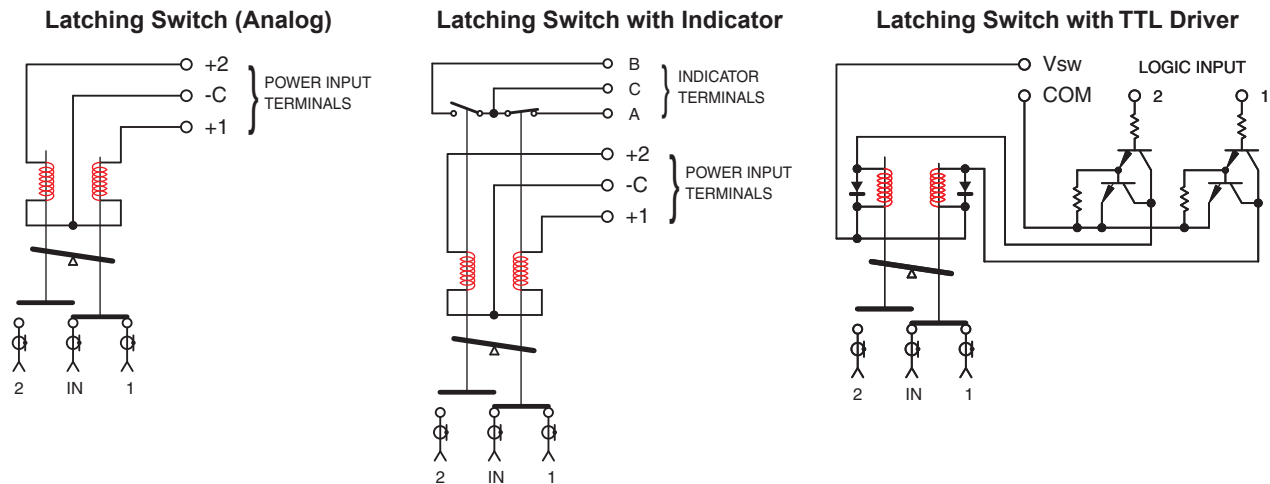 Latching Switch (Analog)
+2
-C
+1
POWER INPUT
TERMINALS
2 IN 1
Latching Switch with Indicator
B
C
A
INDICATOR
TERMINALS
+2
-C
+1
POWER INPUT
TERMINALS
2 IN 1
Latching Switch with TTL Driver
Vsw
COM
LOGIC INPUT
2 1
2 IN 1